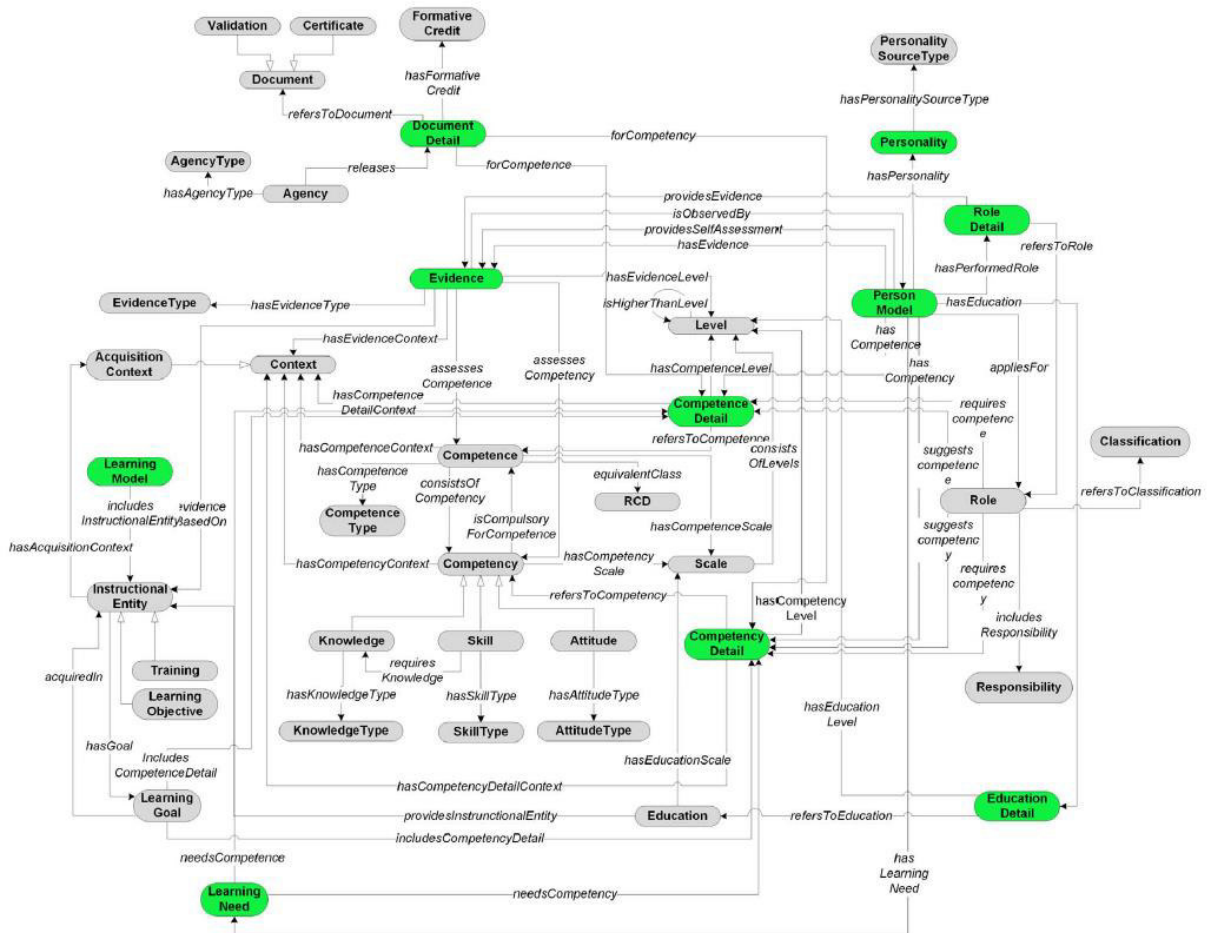 Validation
Certificate
Formative
Credit
Personality
SourceType
Document
hasFormative
Credit
refersToDocument
hasPersonalitySourceType
Document
Detail
forCompetency
Personality
AgencyType
releases
forCompetence
hasPersonality
hasAgencyType
Agency
providesEvidence
isObservedBy
Role
Detail
providesSelfAssessment
refersToRole
hasEvidence
Evidence
hasEvidenceLevel
hasPerformedRole
EvidenceType
hasEvidenceType
isHigherThanLevel
Person
Model
hasEducation
Level
hasEvidenceContext
has
Competence
Acquisition
Context
Context
assesses
Competence
assesses
Competency
hasCompetenceLevel
has
Competency
appliesFor
hasCompetence
DetailContext
Competence
Detail
requires
competenc
e
hasCompetenceContext
refersToCompetence
Competence
consists
OfLevels
suggests
competenc
e
Classification
Learning
Model
hasCompetence
Type
consistsOf
Competency
equivalentClass
RCD
Role
refersToClassification
includes
InstructionalEntity
evidence
BasedOn
Competence
Type
isCompulsory
ForCompetence
hasCompetenceScale
suggests
competenc
y
hasAcquisitionContext
hasCompetencyContext
Competency
hasCompetency
Scale
Scale
requires
competenc
y
Instructional
Entity
refersToCompetency
hasCompetency
Level
includes
Responsibility
Knowledge
Skill
Attitude
Competency
Detail
Training
requires
Knowledge
acquiredIn
Learning
Objective
hasKnowledgeType
hasSkillType
hasAttitudeType
Responsibility
KnowledgeType
SkillType
AttitudeType
hasEducation
Level
hasGoal
Includes
CompetenceDetail
hasEducationScale
hasCompetencyDetailContext
Learning
Goal
providesInstrunctionalEntity
Education
refersToEducation
Education
Detail
includesCompetencyDetail
needsCompetence
has
Learning
Need
Learning
Need
needsCompetency